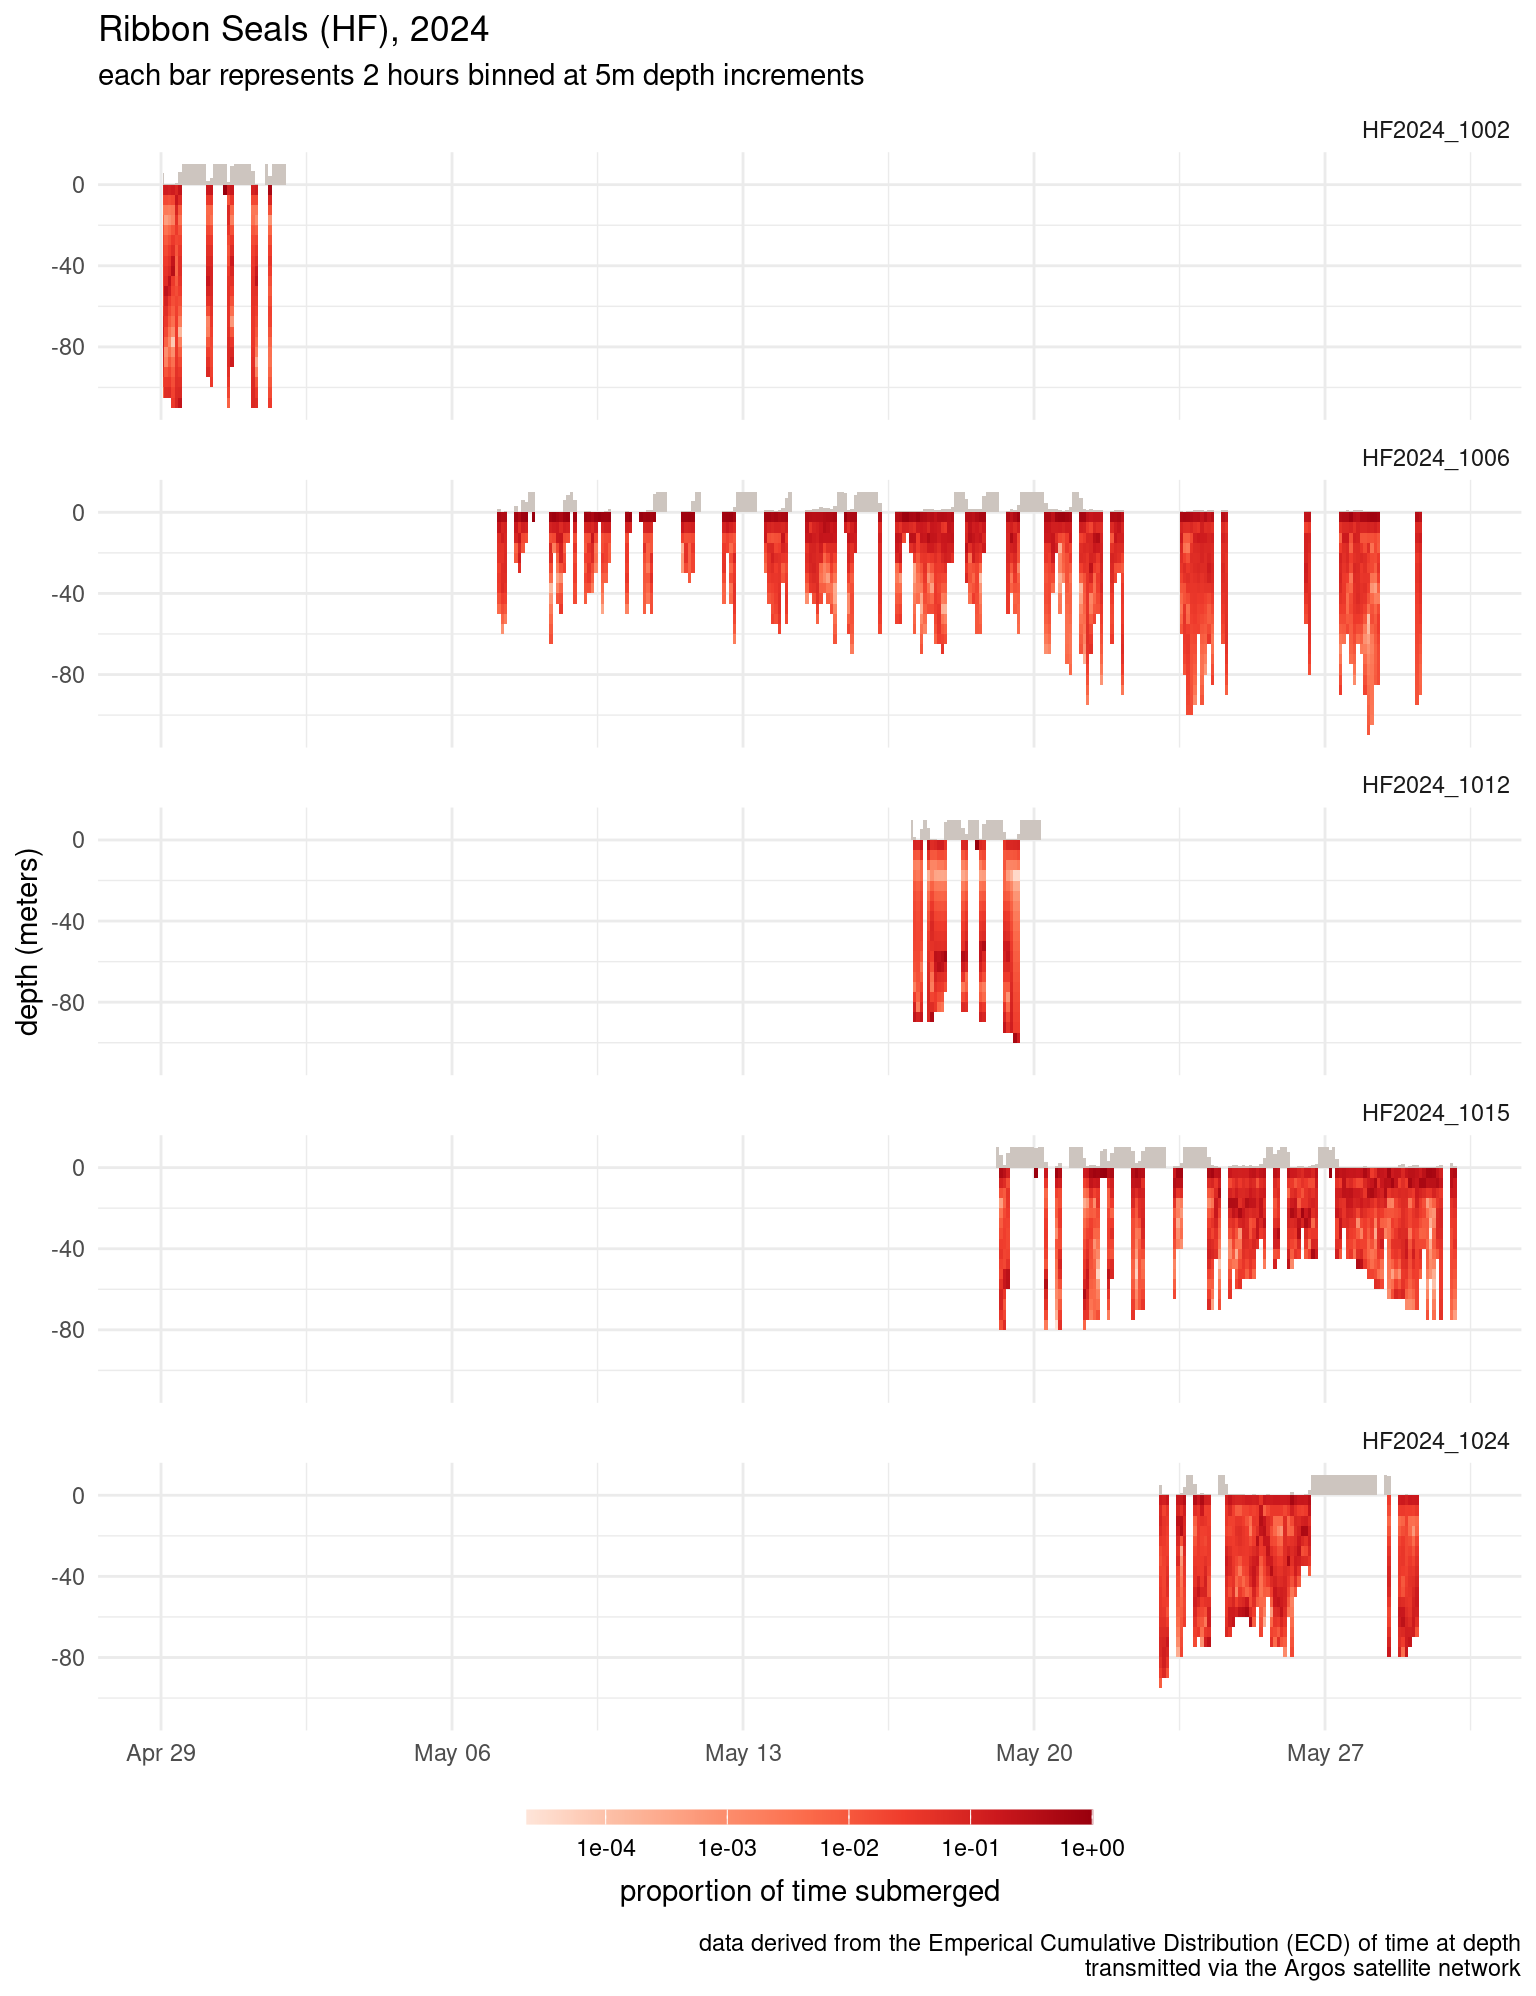 Ribbon Seals (HF), 2024
each bar represents 2 hours binned at 5m depth increments
HF2024_1002
0
-40
-80
HF2024_1006
0
-40
-80
HF2024_1012
0
-40
-80
depth (meters)
HF2024_1015
0
-40
-80
HF2024_1024
0
-40
-80
Apr 29 May 06 May 13 May 20 May 27
1e-04 1e-03 1e-02 1e-01 1e+00
proportion of time submerged
data derived from the Emperical Cumulative Distribution (ECD) of time at depth
transmitted via the Argos satellite network